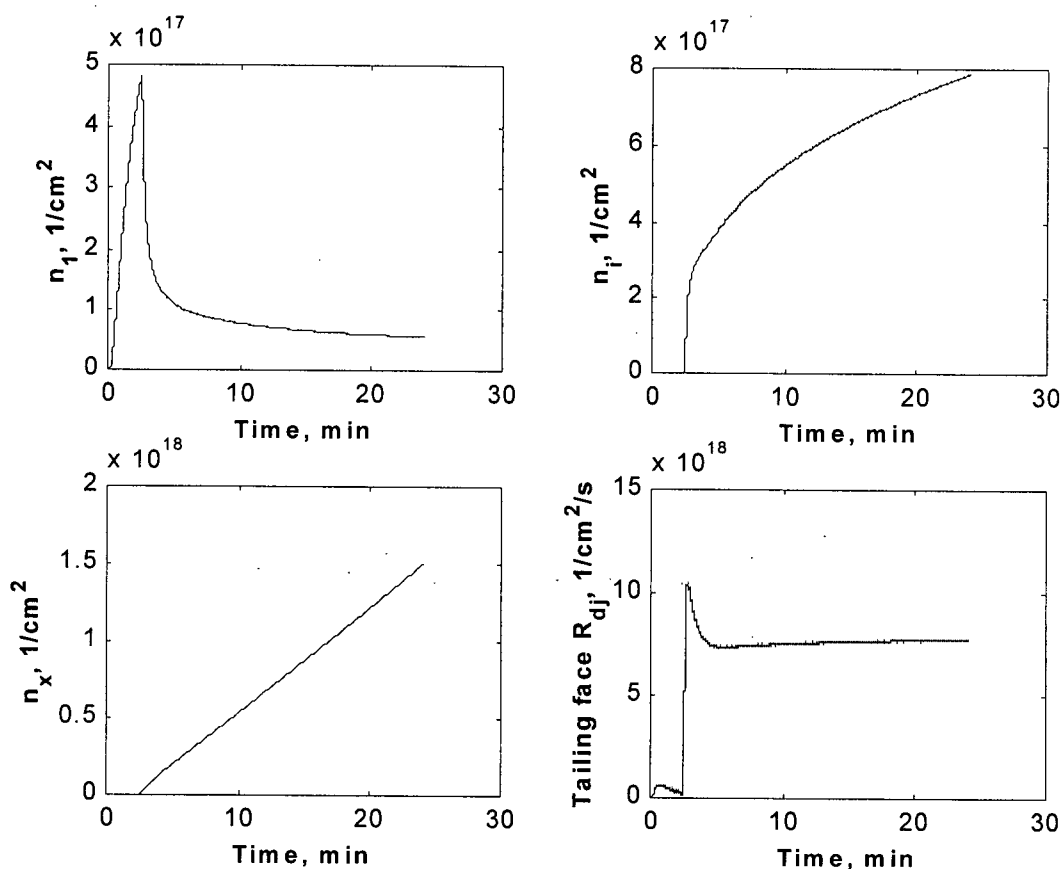 x 10^17
5
4
3
2
1
0
n_1, 1/cm^2
0 10 20 30
Time, min
x 10^17
8
6
4
2
0
n_i, 1/cm^2
0 10 20 30
Time, min
x 10^18
2
1.5
1
0.5
0
n_x, 1/cm^2
0 10 20 30
Time, min
x 10^18
15
10
5
0
Tailing face R_dj, 1/cm^2/s
0 10 20 30
Time, min